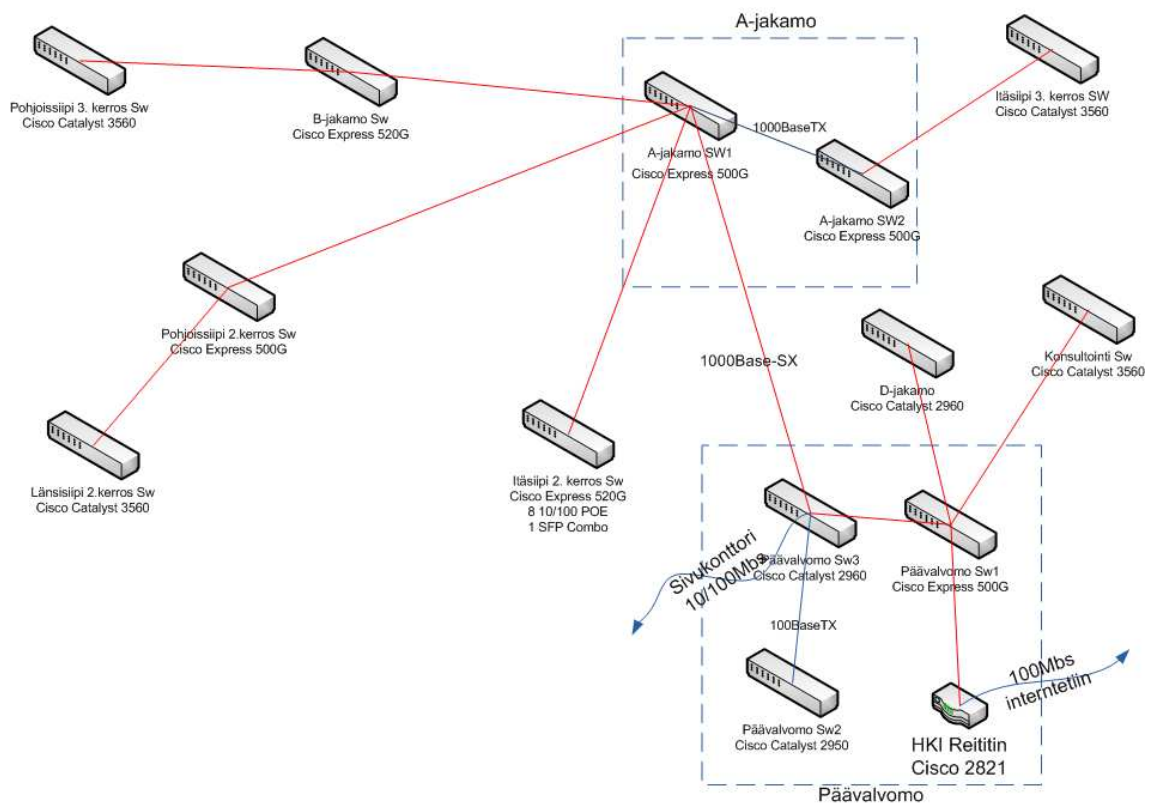 A-jakamo
Pohjoissiipi 3. kerros Sw
Cisco Catalyst 3560
B-jakamo Sw
Cisco Express 520G
A-jakamo SW1
Cisco Express 500G
1000BaseTX
A-jakamo SW2
Cisco Express 500G
Itäsiipi 3. kerros SW
Cisco Catalyst 3560
Pohjoissiipi 2.kerros Sw
Cisco Express 500G
1000Base-SX
D-jakamo
Cisco Catalyst 2960
Konsultointi Sw
Cisco Catalyst 3560
Länsisiipi 2.kerros Sw
Cisco Catalyst 3560
Itäsiipi 2. kerros Sw
Cisco Express 520G
8 10/100 POE
1 SFP Combo
Päävalvomo Sw3
Cisco Catalyst 2960
Päävalvomo Sw1
Cisco Express 500G
Sivukonttori
10/100Mbs
100BaseTX
Päävalvomo Sw2
Cisco Catalyst 2950
100Mbs
interntetiin
HKI Reititin
Cisco 2821
Päävalvomo